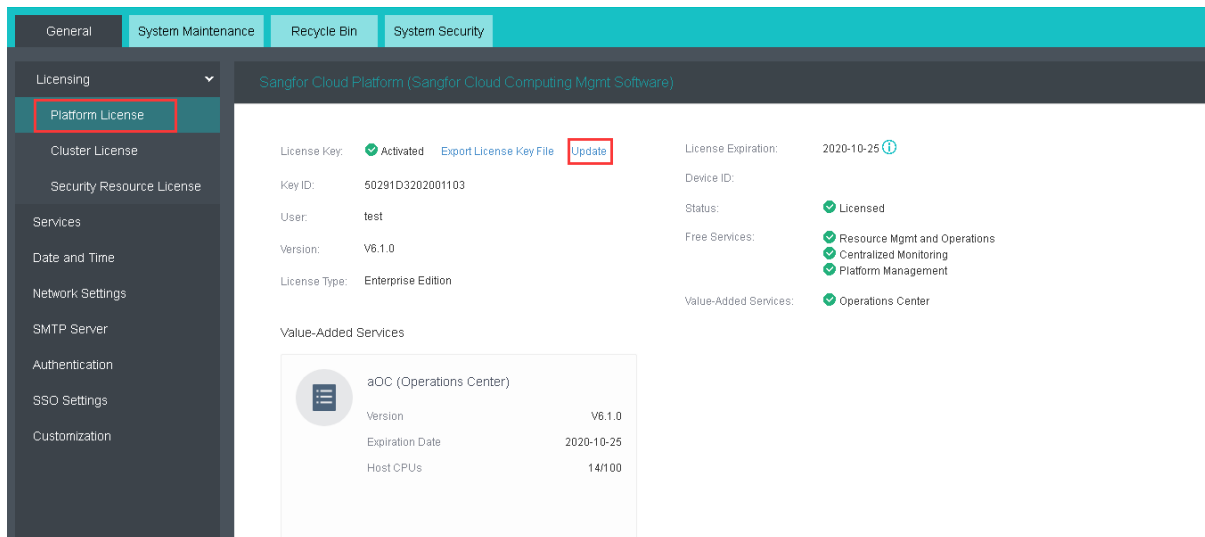 General
System Maintenance
Recycle Bin
System Security
Licensing
Platform License
Cluster License
Security Resource License
Services
Date and Time
Network Settings
SMTP Server
Authentication
SSO Settings
Customization
Sangfor Cloud Platform (Sangfor Cloud Computing Mgmt Software)
License Key: Activated Export License Key File Update
Key ID: 50291D3202001103
User: test
Version: V6.1.0
License Type: Enterprise Edition
License Expiration: 2020-10-25
Device ID:
Status: Licensed
Free Services: Resource Mgmt and Operations
Centralized Monitoring
Platform Management
Value-Added Services: Operations Center
Value-Added Services
aOC (Operations Center)
Version V6.1.0
Expiration Date 2020-10-25
Host CPUs 14/100